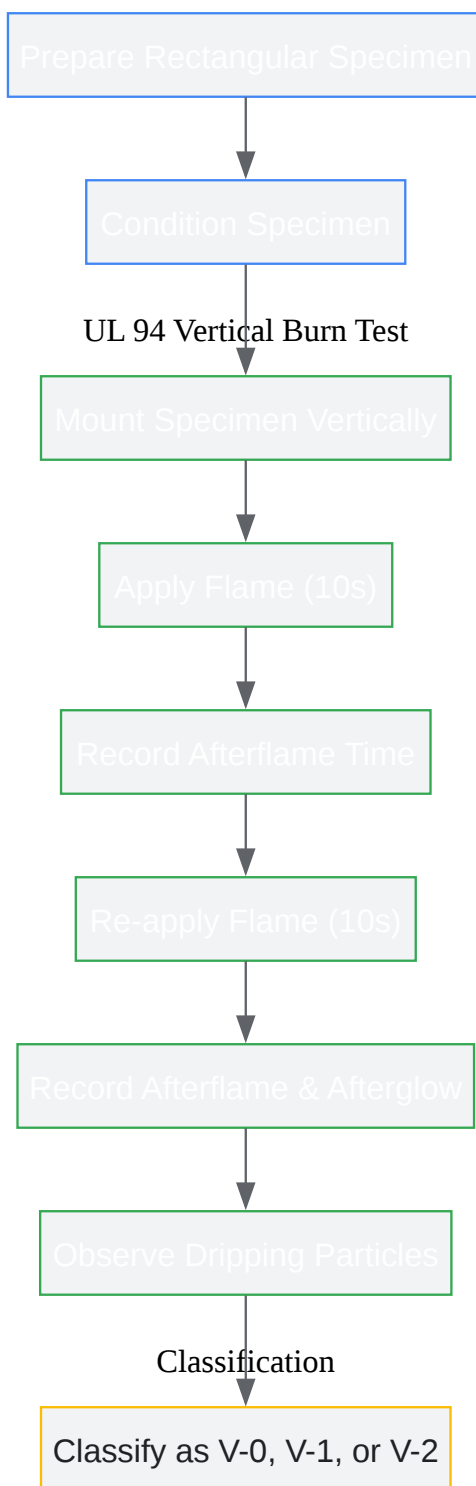 Prepare Rectangular Specimen
Condition Specimen
UL 94 Vertical Burn Test
Mount Specimen Vertically
Apply Flame (10s)
Record Afterflame Time
Re-apply Flame (10s)
Record Afterflame & Afterglow
Observe Dripping Particles
Classification
Classify as V-0, V-1, or V-2